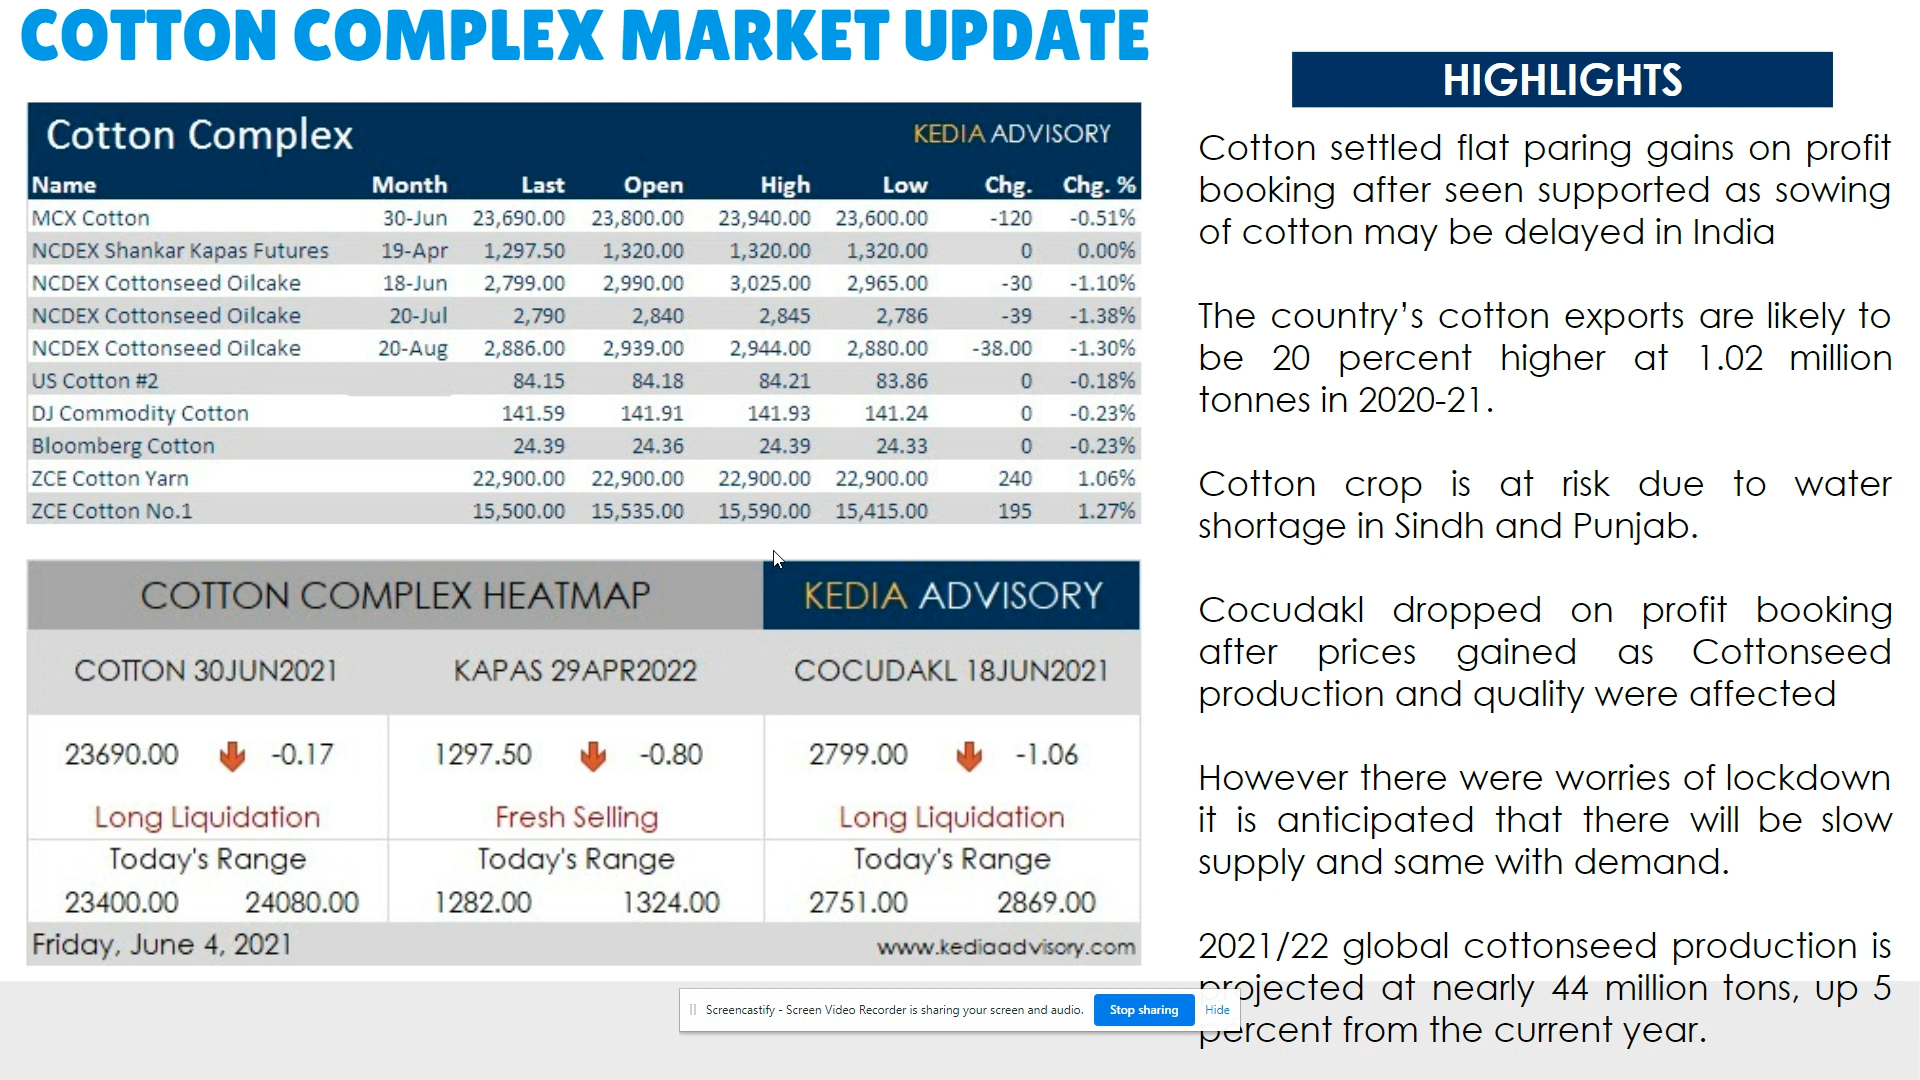 COTTON COMPLEX MARKET UPDATE
Cotton Complex KEDIA ADVISORY
Name Month Last Open High Low Chg. Chg. %
MCX Cotton 30-Jun 23,690.00 23,800.00 23,940.00 23,600.00 -120 -0.51%
NCDEX Shankar Kapas Futures 19-Apr 1,297.50 1,320.00 1,320.00 1,320.00 0 0.00%
NCDEX Cottonseed Oilcake 18-Jun 2,799.00 2,990.00 3,025.00 2,965.00 -30 -1.10%
NCDEX Cottonseed Oilcake 20-Jul 2,790 2,840 2,845 2,786 -39 -1.38%
NCDEX Cottonseed Oilcake 20-Aug 2,886.00 2,939.00 2,944.00 2,880.00 -38.00 -1.30%
US Cotton #2 84.15 84.18 84.21 83.86 0 -0.18%
DJ Commodity Cotton 141.59 141.91 141.93 141.24 0 -0.23%
Bloomberg Cotton 24.39 24.36 24.39 24.33 0 -0.23%
ZCE Cotton Yarn 22,900.00 22,900.00 22,900.00 22,900.00 240 1.06%
ZCE Cotton No.1 15,500.00 15,535.00 15,590.00 15,415.00 195 1.27%
COTTON COMPLEX HEATMAP KEDIA ADVISORY
COTTON 30JUN2021 KAPAS 29APR2022 COCUDAKL 18JUN2021
23690.00 -0.17 1297.50 -0.80 2799.00 -1.06
Long Liquidation Fresh Selling Long Liquidation
Today's Range Today's Range Today's Range
23400.00 24080.00 1282.00 1324.00 2751.00 2869.00
Friday, June 4, 2021 www.kediaadvisory.com
HIGHLIGHTS
Cotton settled flat paring gains on profit
booking after seen supported as sowing
of cotton may be delayed in India
The country’s cotton exports are likely to
be 20 percent higher at 1.02 million
tonnes in 2020-21.
Cotton crop is at risk due to water
shortage in Sindh and Punjab.
Cocudakl dropped on profit booking
after prices gained as Cottonseed
production and quality were affected
However there were worries of lockdown
it is anticipated that there will be slow
supply and same with demand.
2021/22 global cottonseed production is
projected at nearly 44 million tons, up 5
percent from the current year.
Screencastify - Screen Video Recorder is sharing your screen and audio. Stop sharing Hide